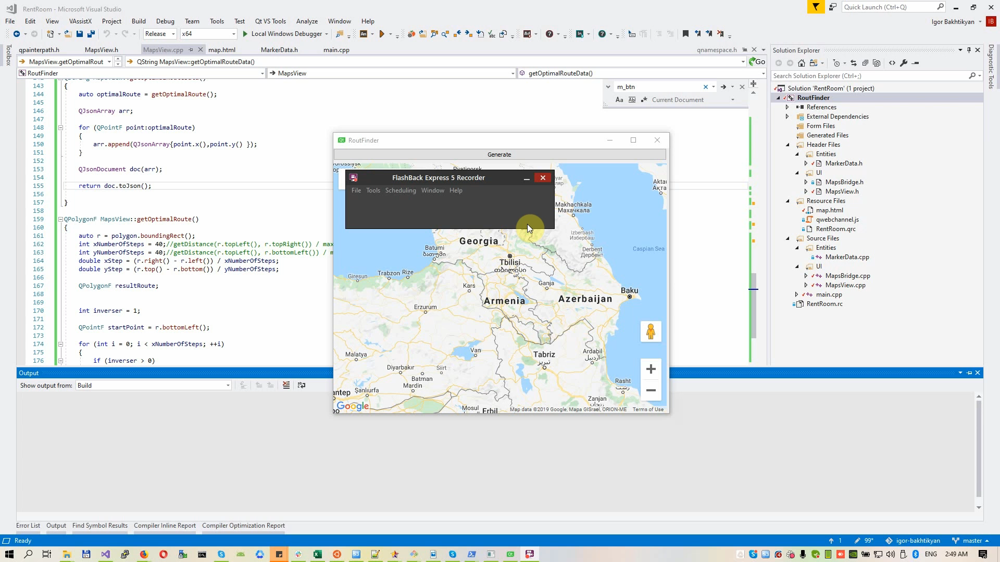 RentRoom - Microsoft Visual Studio
Quick Launch (Ctrl+Q)
File Edit View VAssistX Project Build Debug Team Tools Test Qt VS Tools Analyze Window Help
Igor Bakhtikyan IB
Release x64 Local Windows Debugger
Toolbox
qpainterpath.h MapsView.h MapsView.cpp map.html MarkerData.h main.cpp qnamespace.h
MapsView.getOptimalRout QString MapsView::getOptimalRouteData() Go
RoutFinder MapsView getOptimalRouteData()
m_btn
Aa Current Document
143 {
144 auto optimalRoute = getOptimalRoute();
145
146 QJsonArray arr;
147
148 for (QPointF point:optimalRoute)
149 {
150 arr.append(QJsonArray{point.x(),point.y() });
151 }
152
153 QJsonDocument doc(arr);
154
155 return doc.toJson();
156
157 }
158
159 QPolygonF MapsView::getOptimalRoute()
160 {
161 auto r = polygon.boundingRect();
162 int xNumberOfSteps = 40;//getDistance(r.topLeft(), r.topRight()) / max
163 int yNumberOfSteps = 40;//getDistance(r.topLeft(), r.bottomLeft()) / m
164 double xStep = (r.right() - r.left()) / xNumberOfSteps;
165 double yStep = (r.top() - r.bottom()) / yNumberOfSteps;
166
167 QPolygonF resultRoute;
168
169
170 int inverser = 1;
171
172 QPointF startPoint = r.bottomLeft();
173
174 for (int i = 0; i < xNumberOfSteps; ++i)
175 {
176 if (inverser > 0)
RoutFinder
Generate
Pyatigorsk
FlashBack Express 5 Recorder
File Tools Scheduling Window Help
Makhachkala
Махачкала
Izberbash
Избербаш
Georgia
Batumi
ბათუმი
Derbent
Дербент
Caspian Sea
Tbilisi
თბილისი
Giresun Trabzon Rize
Kars
Ganja
Baku
Armenia Azerbaijan
Erzurum
Malatya
Van
Tabriz
تبریز
Ardabil
اردبیل
Diyarbakır
Siirt
Batman
Mardin
Şanlıurfa
Rasht
رشت
Zanjan
زنجان
Mosul
Erbil
Google
Map data ©2019 Google, Mapa GISrael, ORION-ME Terms of Use
Solution Explorer
Search Solution Explorer (Ctrl+;)
Solution 'RentRoom' (1 project)
RoutFinder
References
External Dependencies
Form Files
Generated Files
Header Files
Entities
MarkerData.h
UI
MapsBridge.h
MapsView.h
Resource Files
map.html
qwebchannel.js
RentRoom.qrc
Source Files
Entities
MarkerData.cpp
UI
MapsBridge.cpp
MapsView.cpp
main.cpp
RentRoom.rc
Diagnostic Tools
Output
Show output from: Build
Error List Output Find Symbol Results Compiler Inline Report Compiler Optimization Report
Ready
1 99* igor-bakhtikyan master
ENG 2:49 AM